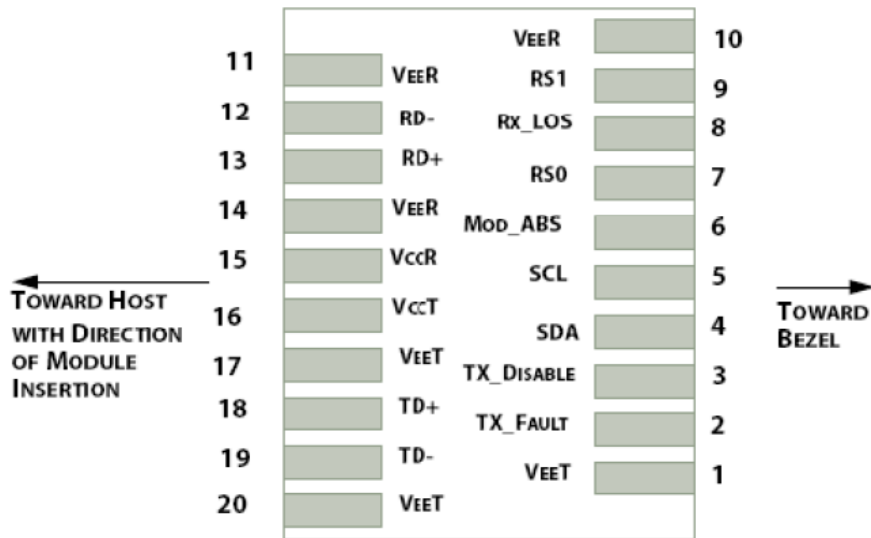 11 VEER
12 RD-
13 RD+
14 VEER
15 VCCR
16 VCCT
17 VEET
18 TD+
19 TD-
20 VEET
VEER 10
RS1 9
RX_LOS 8
RS0 7
MOD_ABS 6
SCL 5
SDA 4
TX_DISABLE 3
TX_FAULT 2
VEET 1
TOWARD HOST
WITH DIRECTION
OF MODULE
INSERTION
TOWARD
BEZEL